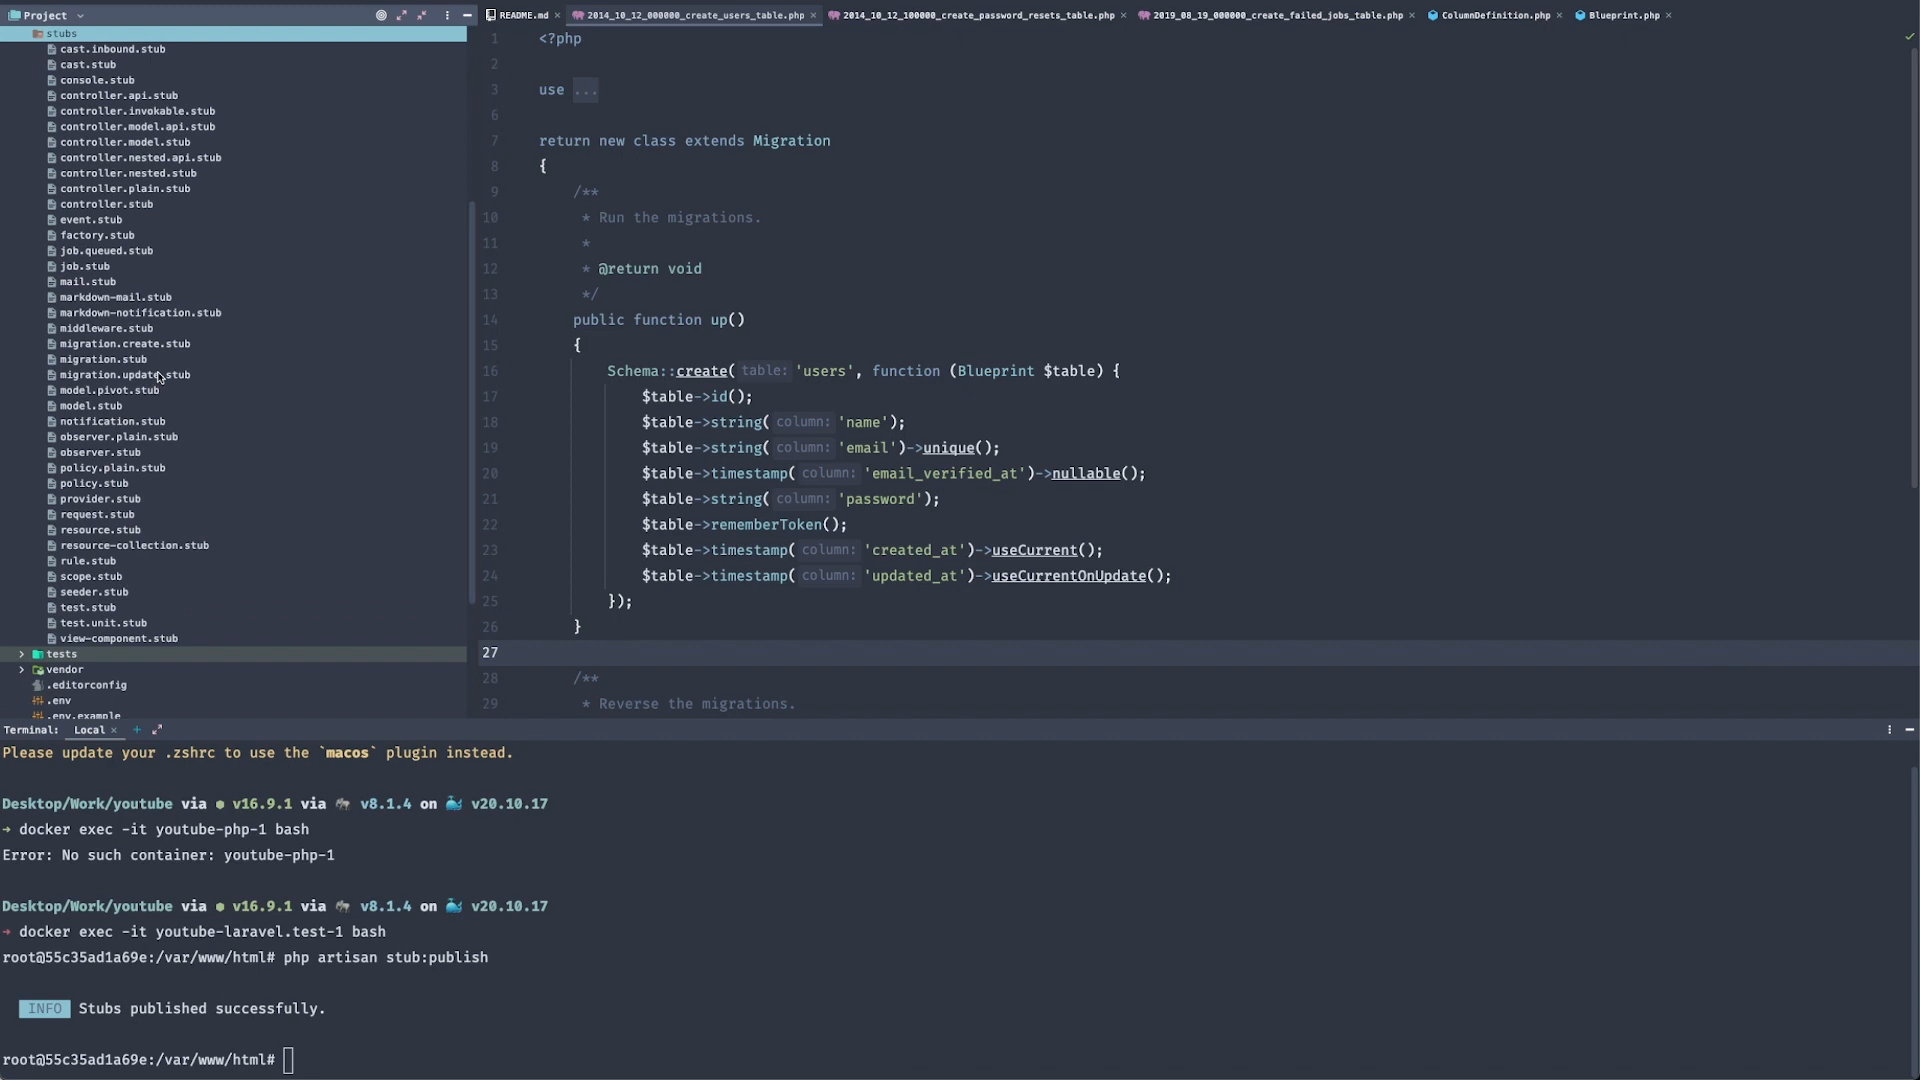 Project
README.md
2014_10_12_000000_create_users_table.php
2014_10_12_100000_create_password_resets_table.php
2019_08_19_000000_create_failed_jobs_table.php
ColumnDefinition.php
Blueprint.php
stubs
cast.inbound.stub
cast.stub
console.stub
controller.api.stub
controller.invokable.stub
controller.model.api.stub
controller.model.stub
controller.nested.api.stub
controller.nested.stub
controller.plain.stub
controller.stub
event.stub
factory.stub
job.queued.stub
job.stub
mail.stub
markdown-mail.stub
markdown-notification.stub
middleware.stub
migration.create.stub
migration.stub
migration.update.stub
model.pivot.stub
model.stub
notification.stub
observer.plain.stub
observer.stub
policy.plain.stub
policy.stub
provider.stub
request.stub
resource.stub
resource-collection.stub
rule.stub
scope.stub
seeder.stub
test.stub
test.unit.stub
view-component.stub
tests
vendor
.editorconfig
.env
.env.example
1 <?php
2
3 use ...
6
7 return new class extends Migration
8 {
9 /**
10 * Run the migrations.
11 *
12 * @return void
13 */
14 public function up()
15 {
16 Schema::create( table: 'users', function (Blueprint $table) {
17 $table->id();
18 $table->string( column: 'name');
19 $table->string( column: 'email')->unique();
20 $table->timestamp( column: 'email_verified_at')->nullable();
21 $table->string( column: 'password');
22 $table->rememberToken();
23 $table->timestamp( column: 'created_at')->useCurrent();
24 $table->timestamp( column: 'updated_at')->useCurrentOnUpdate();
25 });
26 }
27
28 /**
29 * Reverse the migrations.
Terminal: Local
Please update your .zshrc to use the `macos` plugin instead.
Desktop/Work/youtube via v16.9.1 via v8.1.4 on v20.10.17
→ docker exec -it youtube-php-1 bash
Error: No such container: youtube-php-1
Desktop/Work/youtube via v16.9.1 via v8.1.4 on v20.10.17
→ docker exec -it youtube-laravel.test-1 bash
root@55c35ad1a69e:/var/www/html# php artisan stub:publish
INFO Stubs published successfully.
root@55c35ad1a69e:/var/www/html#